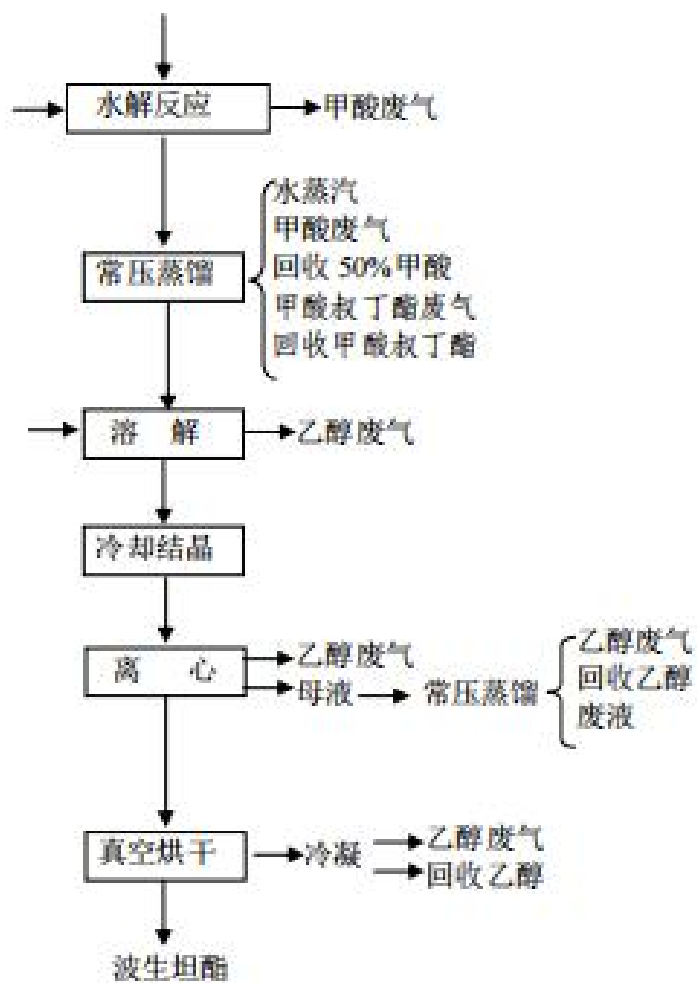 水解反应
甲酸废气
水蒸汽
甲酸废气
常压蒸馏
回收 50%甲酸
甲酸叔丁酯废气
回收甲酸叔丁酯
溶 解
乙醇废气
冷却结晶
离 心
乙醇废气
母液
常压蒸馏
乙醇废气
回收乙醇
废液
真空烘干
冷凝
乙醇废气
回收乙醇
波生坦酯